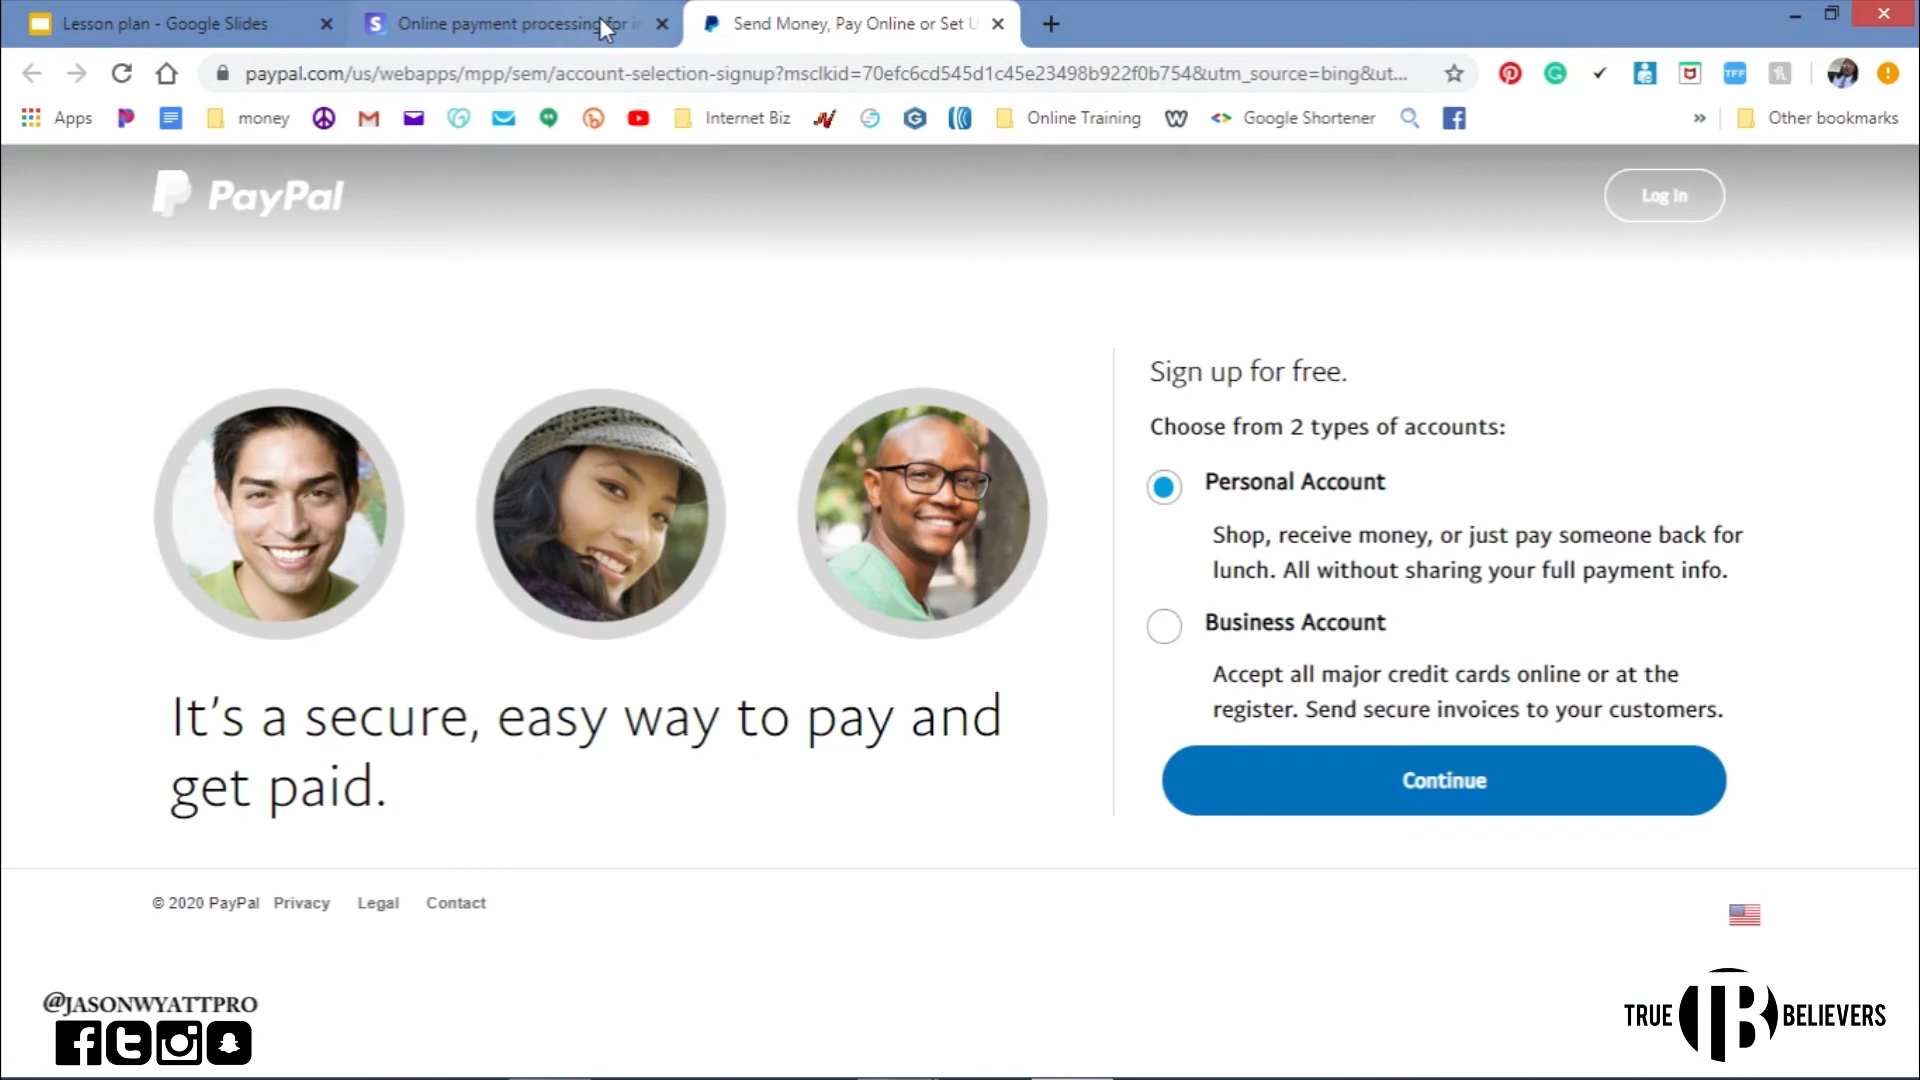 Lesson plan - Google Slides
Online payment processing for in
Send Money, Pay Online or Set U
paypal.com/us/webapps/mpp/sem/account-selection-signup?msclkid=70efc6cd545d1c45e23498b922f0b754&utm_source=bing&ut...
Apps
money
Internet Biz
Online Training
Google Shortener
Other bookmarks
PayPal
Log In
Sign up for free.
Choose from 2 types of accounts:
Personal Account
Shop, receive money, or just pay someone back for
lunch. All without sharing your full payment info.
Business Account
Accept all major credit cards online or at the
register. Send secure invoices to your customers.
Continue
It's a secure, easy way to pay and
get paid.
© 2020 PayPal Privacy Legal Contact
@JASONWYATTPRO
TRUE B BELIEVERS